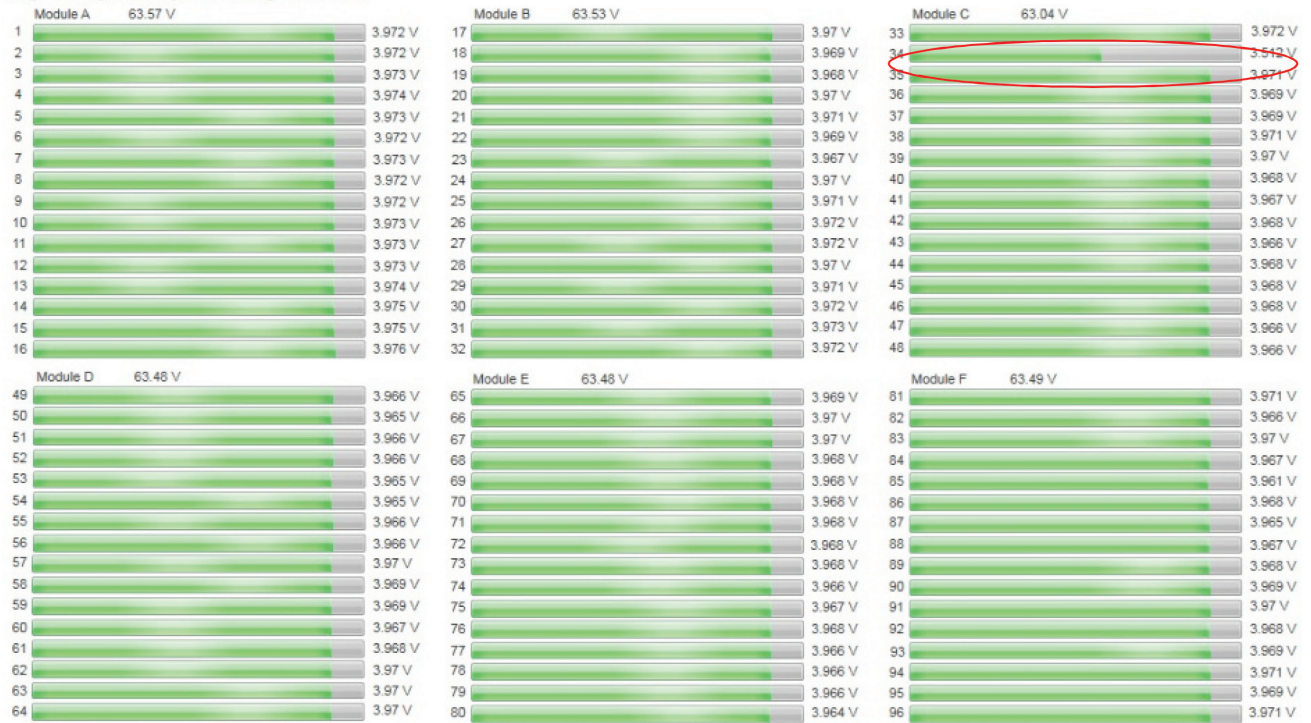 Module A 63.57 V
1 3.972 V
2 3.972 V
3 3.973 V
4 3.974 V
5 3.973 V
6 3.972 V
7 3.973 V
8 3.972 V
9 3.972 V
10 3.973 V
11 3.973 V
12 3.973 V
13 3.974 V
14 3.975 V
15 3.975 V
16 3.976 V
Module B 63.53 V
17 3.97 V
18 3.969 V
19 3.968 V
20 3.97 V
21 3.971 V
22 3.969 V
23 3.967 V
24 3.97 V
25 3.971 V
26 3.972 V
27 3.972 V
28 3.97 V
29 3.971 V
30 3.972 V
31 3.973 V
32 3.972 V
Module C 63.04 V
33 3.972 V
34 3.512 V
35 3.971 V
36 3.969 V
37 3.969 V
38 3.971 V
39 3.97 V
40 3.968 V
41 3.967 V
42 3.968 V
43 3.966 V
44 3.968 V
45 3.968 V
46 3.968 V
47 3.966 V
48 3.966 V
Module D 63.48 V
49 3.966 V
50 3.965 V
51 3.966 V
52 3.966 V
53 3.965 V
54 3.965 V
55 3.966 V
56 3.966 V
57 3.97 V
58 3.969 V
59 3.969 V
60 3.967 V
61 3.968 V
62 3.97 V
63 3.97 V
64 3.97 V
Module E 63.48 V
65 3.969 V
66 3.97 V
67 3.97 V
68 3.968 V
69 3.968 V
70 3.968 V
71 3.968 V
72 3.968 V
73 3.968 V
74 3.966 V
75 3.967 V
76 3.968 V
77 3.966 V
78 3.966 V
79 3.966 V
80 3.964 V
Module F 63.49 V
81 3.971 V
82 3.966 V
83 3.97 V
84 3.967 V
85 3.961 V
86 3.968 V
87 3.965 V
88 3.967 V
89 3.968 V
90 3.969 V
91 3.97 V
92 3.968 V
93 3.969 V
94 3.971 V
95 3.969 V
96 3.971 V